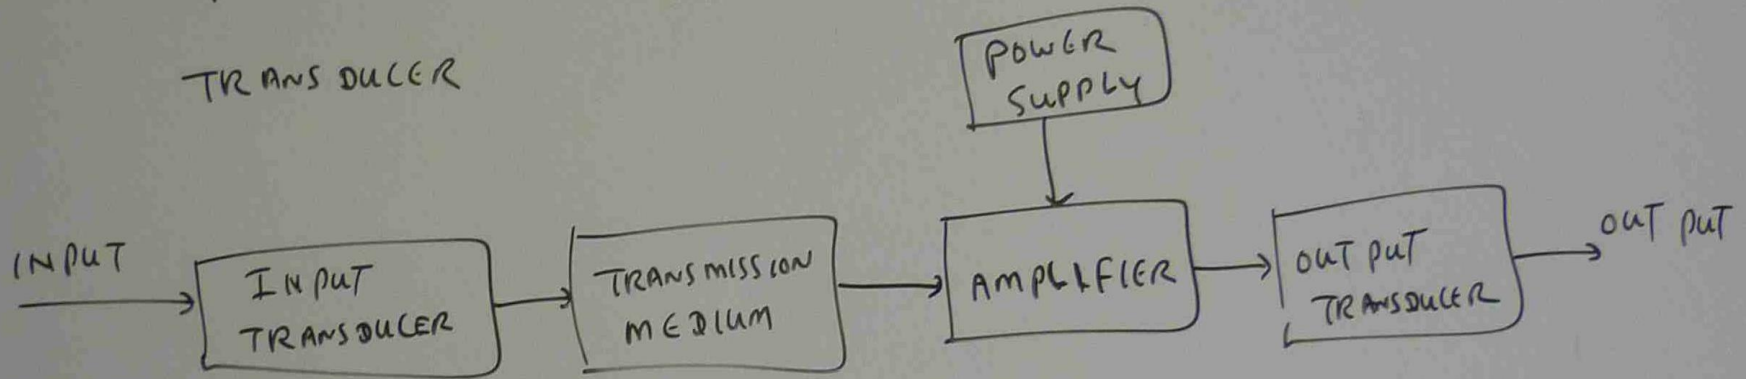 TRANSDUCER
POWER
SUPPLY
INPUT
INPUT
TRANSDUCER
TRANSMISSION
MEDIUM
AMPLIFIER
OUTPUT
TRANSDUCER
OUTPUT